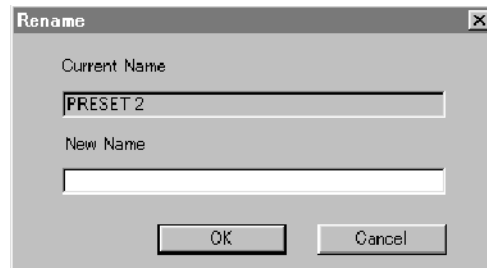 Rename
Current Name
PRESET 2
New Name
OK
Cancel